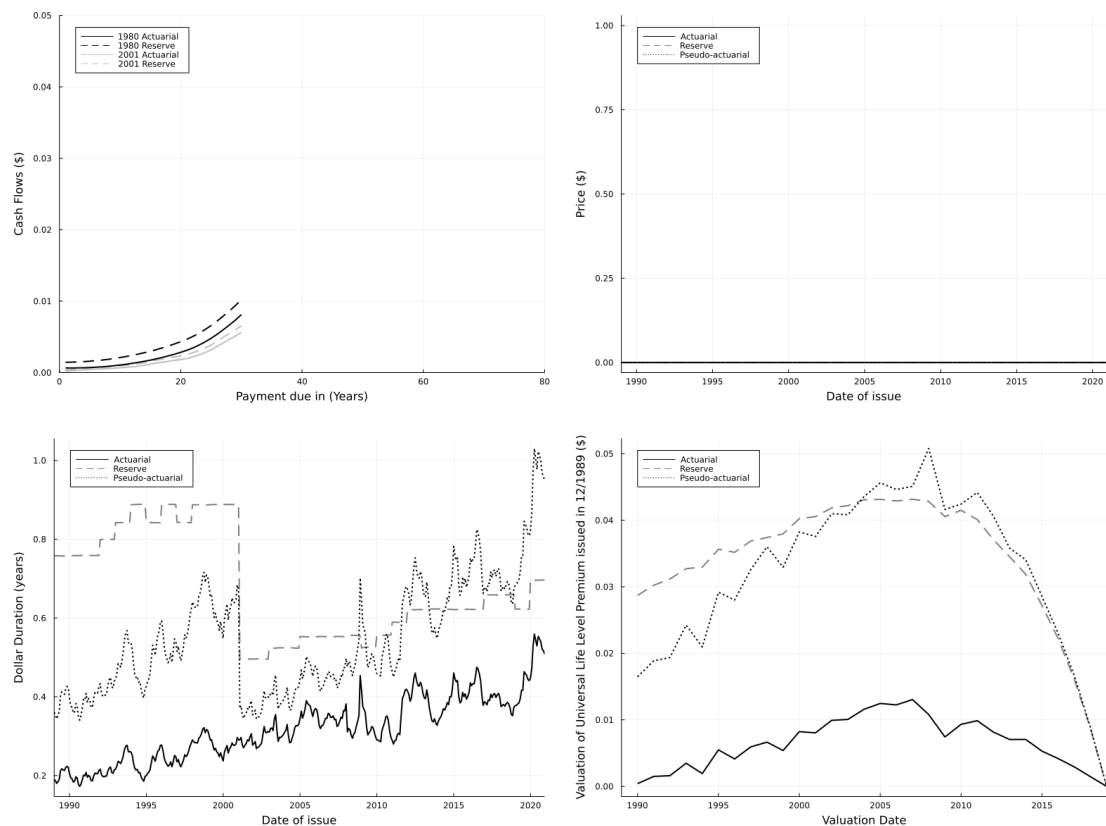 0.05
0.04
0.03
0.02
0.01
0.00
Cash Flows ($)
1980 Actuarial
1980 Reserve
2001 Actuarial
2001 Reserve
0
20
40
60
80
Payment due in (Years)
1.00
0.75
0.50
0.25
0.00
Price ($)
Actuarial
Reserve
Pseudo-actuarial
1990
1995
2000
2005
2010
2015
2020
Date of issue
1.0
0.8
0.6
0.4
0.2
Dollar Duration (years)
Actuarial
Reserve
Pseudo-actuarial
1990
1995
2000
2005
2010
2015
2020
Date of issue
0.05
0.04
0.03
0.02
0.01
0.00
Valuation of Universal Life Level Premium issued in 12/1989 ($)
Actuarial
Reserve
Pseudo-actuarial
1990
1995
2000
2005
2010
2015
Valuation Date